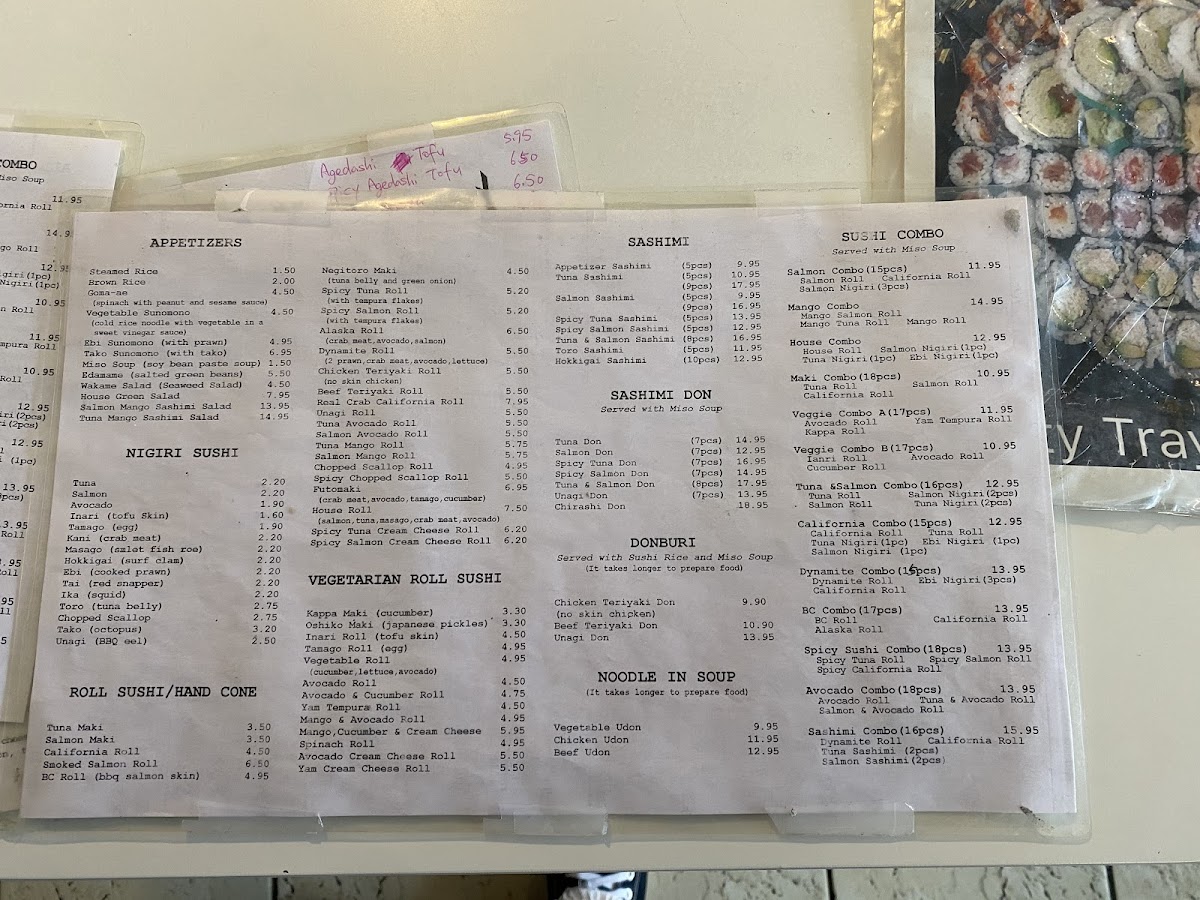 COMBO
Miso Soup
11.95
ornia Roll
10.95
11.95
mpura Roll
10.95
Roll
12.95
iri(2pcs)
12.95
(1pc)
13.95
Roll
5.95
Agedashi Tofu
6.50
Spicy Agedashi Tofu
6.50
APPETIZERS
Steamed Rice 1.50
Brown Rice 2.00
Goma-ae 4.50
(spinach with peanut and sesame sauce)
Vegetable Sunomono 4.50
(cold rice noodle with vegetable in a
sweet vinegar sauce)
Ebi Sunomono (with prawn) 4.95
Tako Sunomono (with tako) 6.95
Miso Soup (soy bean paste soup) 1.50
Edamame (salted green beans) 5.50
Wakame Salad (Seaweed Salad) 4.50
House Green Salad 7.95
Salmon Mango Sashimi Salad 13.95
Tuna Mango Sashimi Salad 14.95
NIGIRI SUSHI
Tuna 2.20
Salmon 2.20
Avocado 1.90
Inari (tofu Skin) 1.60
Tamago (egg) 1.90
Kani (crab meat) 2.20
Masago (smlet fish roe) 2.20
Hokkigai (surf clam) 2.20
Ebi (cooked prawn) 2.20
Tai (red snapper) 2.20
Ika (squid) 2.20
Toro (tuna belly) 2.75
Chopped Scallop 2.75
Tako (octopus) 3.20
Unagi (BBQ eel) 2.50
ROLL SUSHI/HAND CONE
Tuna Maki 3.50
Salmon Maki 3.50
California Roll 4.50
Smoked Salmon Roll 6.50
BC Roll (bbq salmon skin) 4.95
Negitoro Maki 4.50
(tuna belly and green onion)
Spicy Tuna Roll 5.20
(with tempura flakes)
Spicy Salmon Roll 5.20
(with tempura flakes)
Alaska Roll 6.50
(crab meat,avocado,salmon)
Dynamite Roll 5.50
(2 prawn,crab meat,avocado,lettuce)
Chicken Teriyaki Roll 5.50
(no skin chicken)
Beef Teriyaki Roll 5.50
Real Crab California Roll 7.95
Unagi Roll 5.50
Tuna Avocado Roll 5.50
Salmon Avocado Roll 5.50
Tuna Mango Roll 5.75
Salmon Mango Roll 5.75
Chopped Scallop Roll 4.95
Spicy Chopped Scallop Roll 5.50
Futomaki 6.95
(crab meat,avocado,tamago,cucumber)
House Roll 7.50
(salmon,tuna,masago,crab meat,avocado)
Spicy Tuna Cream Cheese Roll 6.20
Spicy Salmon Cream Cheese Roll 6.20
VEGETARIAN ROLL SUSHI
Kappa Maki (cucumber) 3.30
Oshiko Maki (japanese pickles) 3.30
Inari Roll (tofu skin) 4.50
Tamago Roll (egg) 4.95
Vegetable Roll 4.95
(cucumber,lettuce,avocado)
Avocado Roll 4.50
Avocado & Cucumber Roll 4.75
Yam Tempura Roll 4.50
Mango & Avocado Roll 4.95
Mango,Cucumber & Cream Cheese 5.95
Spinach Roll 4.95
Avocado Cream Cheese Roll 5.50
Yam Cream Cheese Roll 5.50
SASHIMI
Appetizer Sashimi (5pcs) 9.95
Tuna Sashimi (5pcs) 10.95
(9pcs) 17.95
Salmon Sashimi (5pcs) 9.95
(9pcs) 16.95
Spicy Tuna Sashimi (5pcs) 13.95
Spicy Salmon Sashimi (5pcs) 12.95
Tuna & Salmon Sashimi (8pcs) 16.95
Toro Sashimi (5pcs) 11.95
Hokkigai Sashimi (10pcs) 12.95
SASHIMI DON
Served with Miso Soup
Tuna Don (7pcs) 14.95
Salmon Don (7pcs) 12.95
Spicy Tuna Don (7pcs) 16.95
Spicy Salmon Don (7pcs) 14.95
Tuna & Salmon Don (8pcs) 17.95
Unagi Don (7pcs) 13.95
Chirashi Don 18.95
DONBURI
Served with Sushi Rice and Miso Soup
(It takes longer to prepare food)
Chicken Teriyaki Don 9.90
(no skin chicken)
Beef Teriyaki Don 10.90
Unagi Don 13.95
NOODLE IN SOUP
(It takes longer to prepare food)
Vegetable Udon 9.95
Chicken Udon 11.95
Beef Udon 12.95
SUSHI COMBO
Served with Miso Soup
Salmon Combo(15pcs) 11.95
Salmon Roll California Roll
Salmon Nigiri(3pcs)
Mango Combo 14.95
Mango Salmon Roll
Mango Tuna Roll Mango Roll
House Combo 12.95
House Roll Salmon Nigiri(1pc)
Tuna Nigiri(1pc) Ebi Nigiri(1pc)
Maki Combo(18pcs) 10.95
Tuna Roll Salmon Roll
California Roll
Veggie Combo A(17pcs) 11.95
Avocado Roll Yam Tempura Roll
Kappa Roll
Veggie Combo B(17pcs) 10.95
Ianri Roll Avocado Roll
Cucumber Roll
Tuna &Salmon Combo(16pcs) 12.95
Tuna Roll Salmon Nigiri(2pcs)
Salmon Roll Tuna Nigiri(2pcs)
California Combo(15pcs) 12.95
California Roll Tuna Roll
Tuna Nigiri(1pc) Ebi Nigiri(1pc)
Salmon Nigiri (1pc)
Dynamite Combo(15pcs) 13.95
Dynamite Roll Ebi Nigiri(3pcs)
California Roll
BC Combo(17pcs) 13.95
BC Roll California Roll
Alaska Roll
Spicy Sushi Combo(18pcs) 13.95
Spicy Tuna Roll Spicy Salmon Roll
Spicy California Roll
Avocado Combo(18pcs) 13.95
Avocado Roll Tuna & Avocado Roll
Salmon & Avocado Roll
Sashimi Combo(16pcs) 15.95
Dynamite Roll California Roll
Tuna Sashimi (2pcs)
Salmon Sashimi(2pcs)
ty Tra